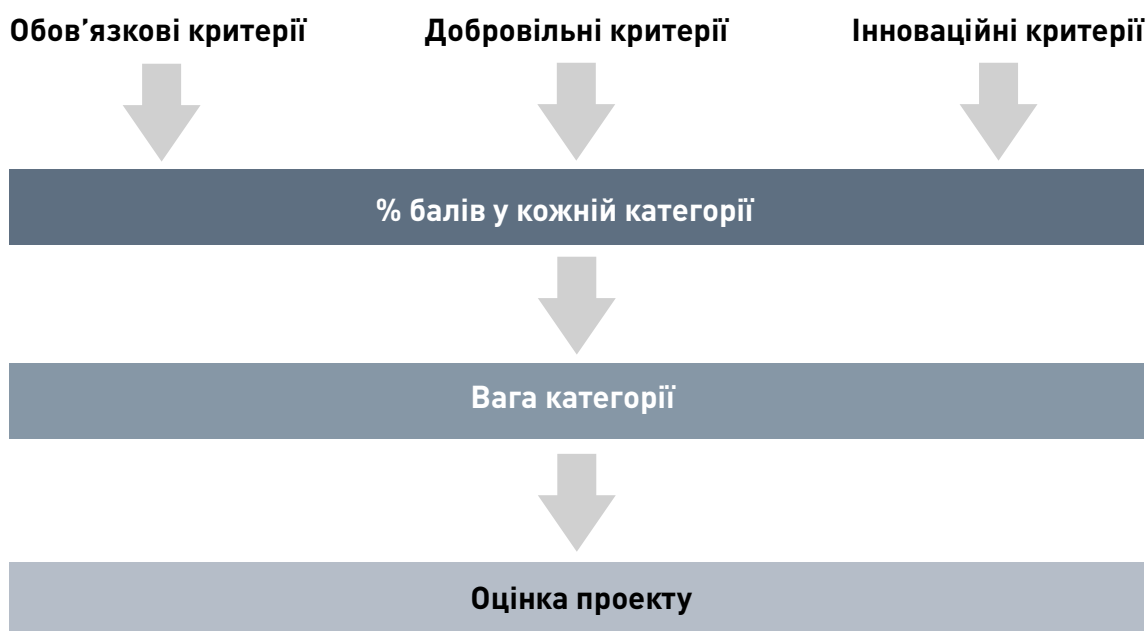 Обов’язкові критерії
Добровільні критерії
Інноваційні критерії
% балів у кожній категорії
Вага категорії
Оцінка проекту